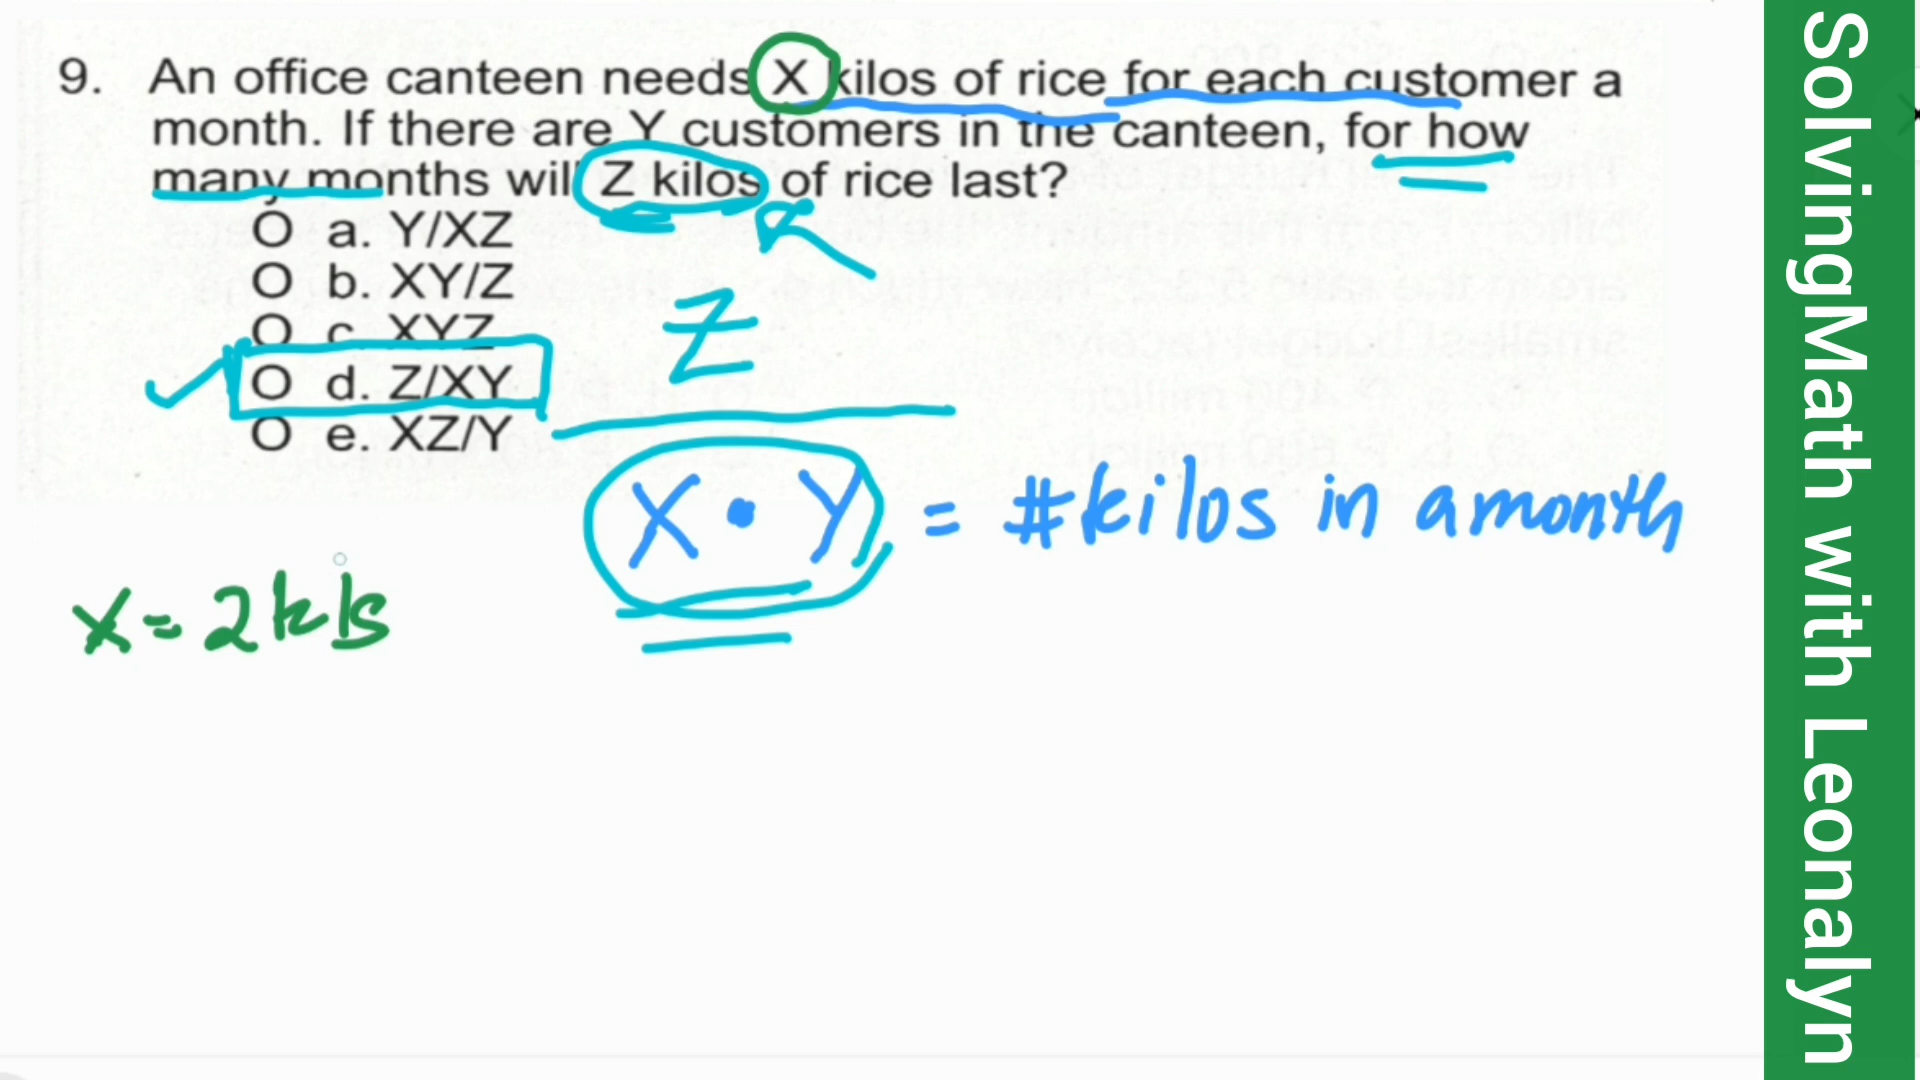 9. An office canteen needs X kilos of rice for each customer a
month. If there are Y customers in the canteen, for how
many months will Z kilos of rice last?
O a. Y/XZ
O b. XY/Z
O c. XYZ
O d. Z/XY
O e. XZ/Y
Z
X • Y = # kilos in a month
X = 2 kls
SolvingMath with Leonalyn